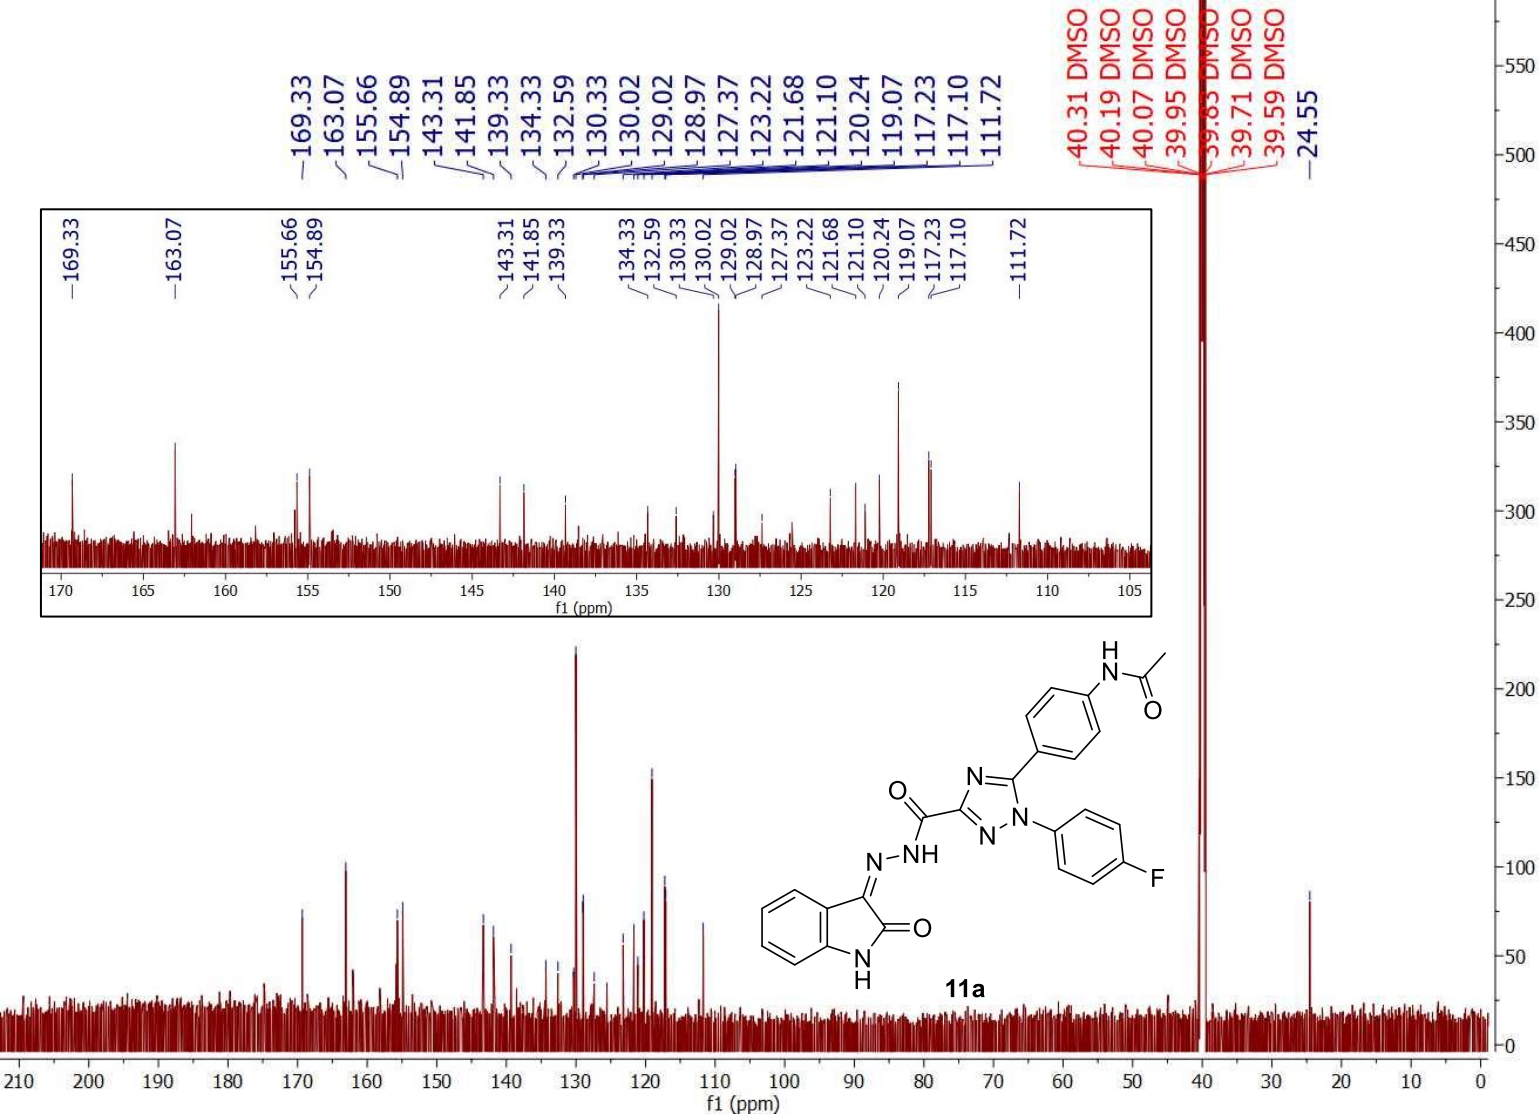 169.33
163.07
155.66
154.89
143.31
141.85
139.33
134.33
132.59
130.33
130.02
129.02
128.97
127.37
123.22
121.68
121.10
120.24
119.07
117.23
117.10
111.72
40.31 DMSO
40.19 DMSO
40.07 DMSO
39.95 DMSO
39.83 DMSO
39.71 DMSO
39.59 DMSO
24.55
169.33
163.07
155.66
154.89
143.31
141.85
139.33
134.33
132.59
130.33
130.02
129.02
128.97
127.37
123.22
121.68
121.10
120.24
119.07
117.23
117.10
111.72
170 165 160 155 150 145 140 135 130 125 120 115 110 105
f1 (ppm)
550
500
450
400
350
300
250
200
150
100
50
0
H
N
O
N
N
N
O
NH
N
F
O
N
H
11a
210 200 190 180 170 160 150 140 130 120 110 100 90 80 70 60 50 40 30 20 10 0
f1 (ppm)